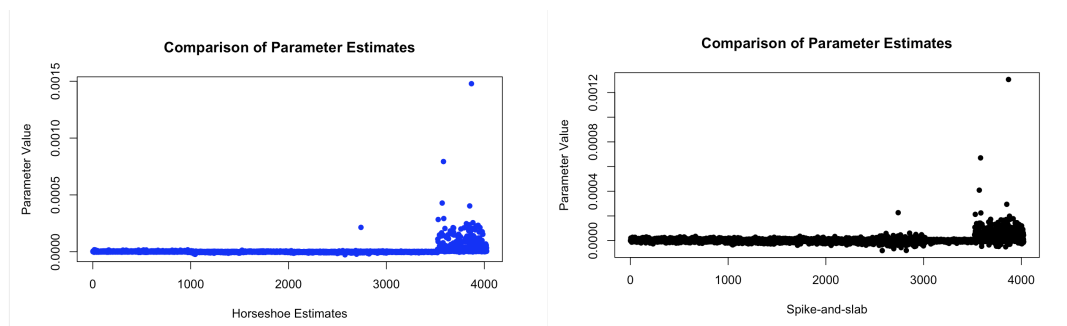 Comparison of Parameter Estimates
Parameter Value
0.0015
0.0010
0.0005
0.0000
0 1000 2000 3000 4000
Horseshoe Estimates
Comparison of Parameter Estimates
Parameter Value
0.0012
0.0008
0.0004
0.0000
0 1000 2000 3000 4000
Spike-and-slab